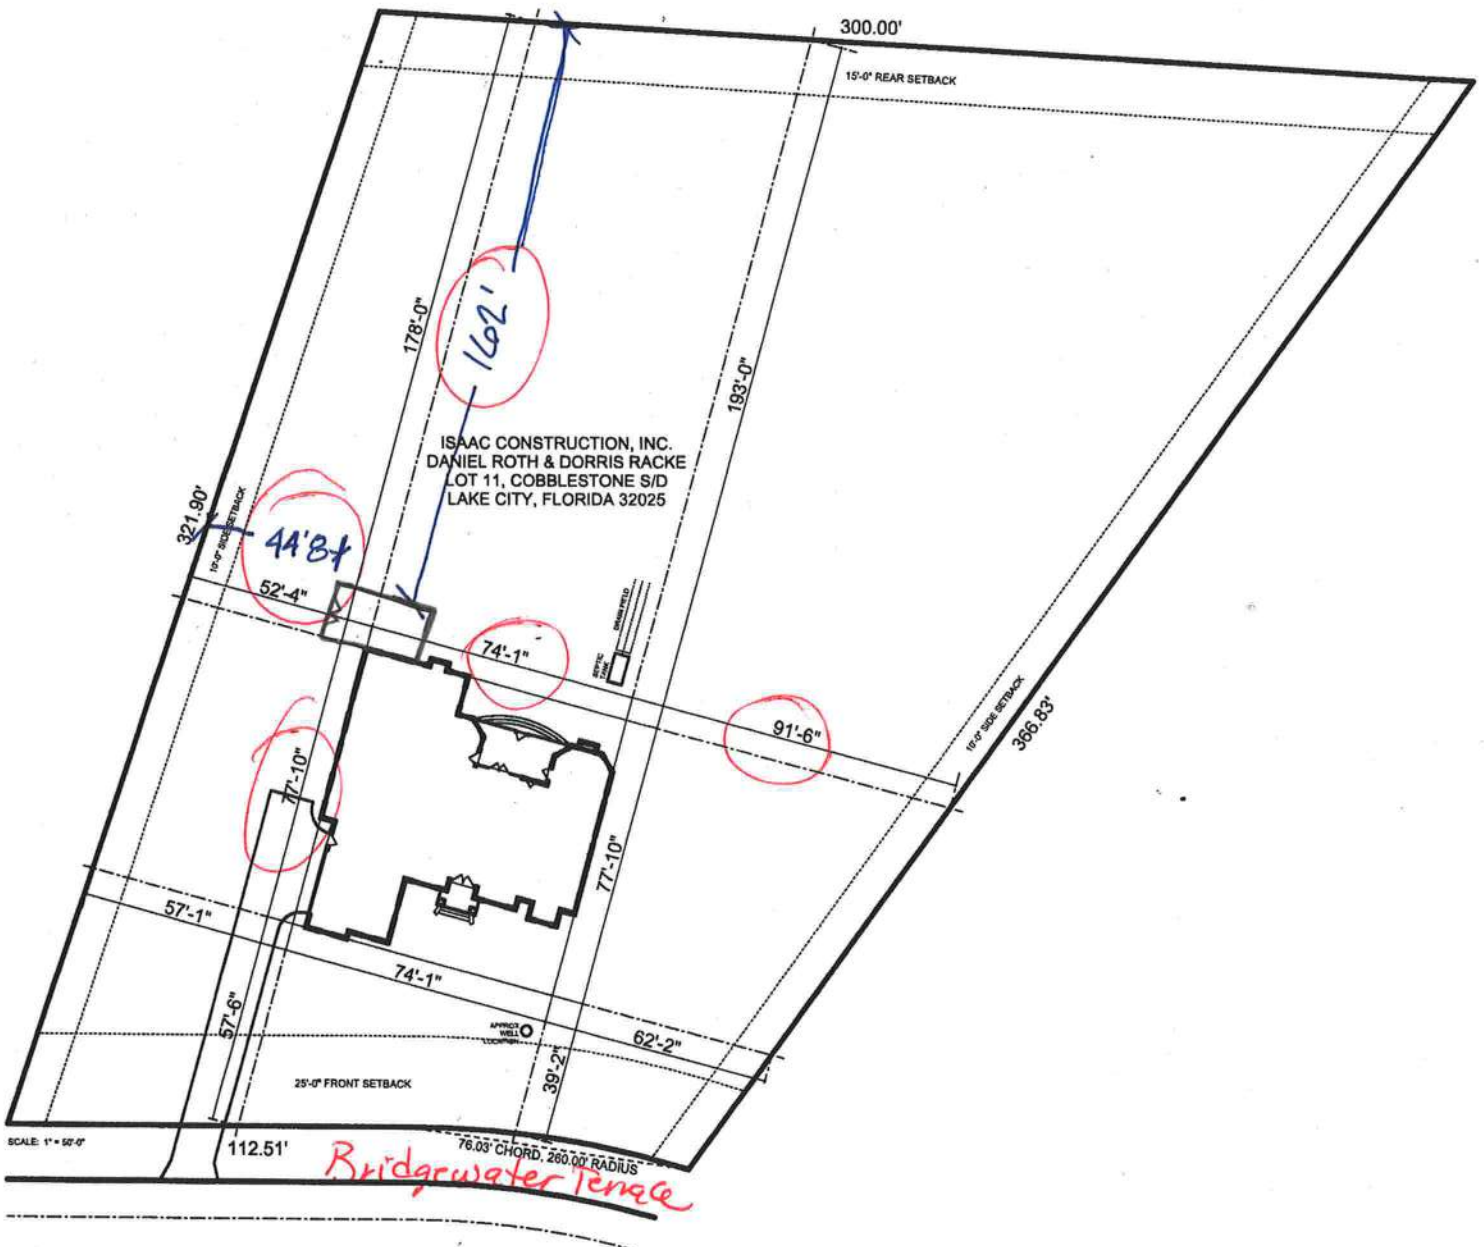 300.00'
15'-0" REAR SETBACK
178'-0"
162'
193'-0"
ISAAC CONSTRUCTION, INC.
DANIEL ROTH & DORRIS RACKE
LOT 11, COBBLESTONE S/D
LAKE CITY, FLORIDA 32025
321.90'
10'-0" SIDE SETBACK
44'8±
52'-4"
DRAIN FIELD
SEPTIC
TANK
74'-1"
91'-6"
10'-0" SIDE SETBACK
366.83'
77'-10"
77'-10"
57'-1"
74'-1"
57'-6"
APPROX
WELL
LOCATION
62'-2"
39'-2"
25'-0" FRONT SETBACK
SCALE: 1" = 50'-0"
112.51'
76.03' CHORD, 260.00' RADIUS
Bridgewater Terrace